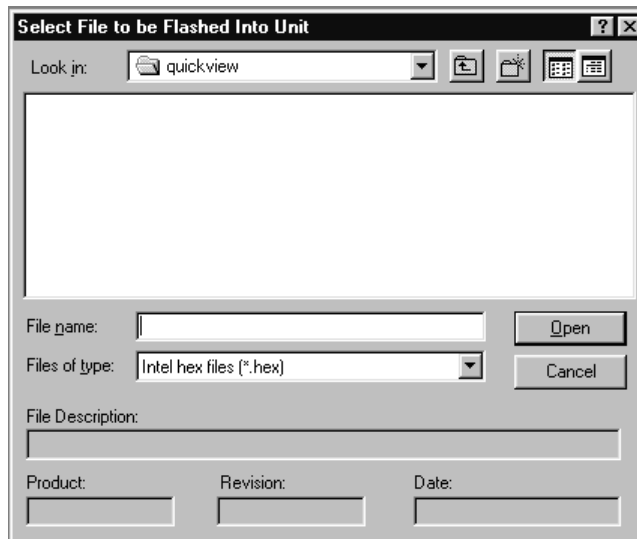 Select File to be Flashed Into Unit
Look in: quickview
File name:
Open
Files of type: Intel hex files (*.hex)
Cancel
File Description:
Product: Revision: Date: